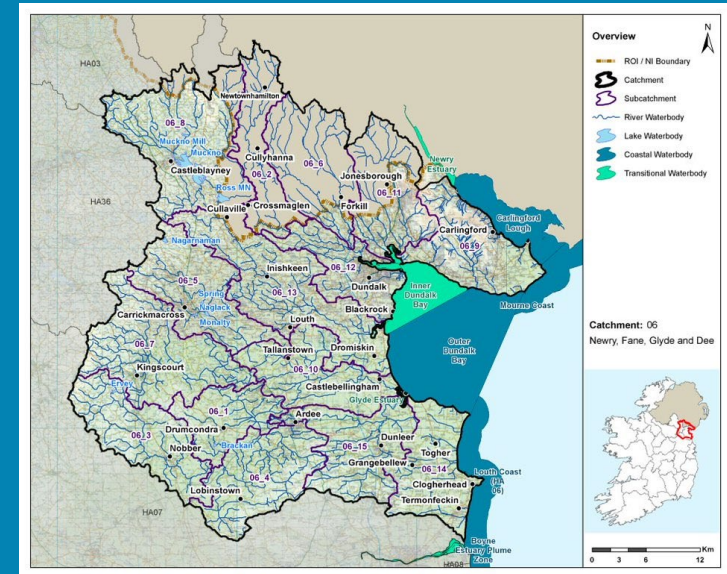 HA03
Newtownhamilton
06_8
Muckno Mill
Muckno
Castleblayney
Cullyhanna
06_2
06_6
Jonesborough
Newry
Estuary
HA36
Ross MN
06_11
Crossmaglen
Forkill
Cullaville
Carlingford
Lough
Carlingford
06_9
Nagarnaman
06_12
Inishkeen
Dundalk
06_5
06_13
Inner
Dundalk
Bay
Mourne Coast
Spring
Naglack
Monalty
Carrickmacross
Blackrock
Louth
06_7
Tallanstown
Dromiskin
Outer
Dundalk
Bay
Kingscourt
06_10
Castlebellingham
Ervey
Glyde Estuary
06_1
Ardee
06_3
Drumcondra
Nobber
Brackan
06_15
Dunleer
Togher
Grangebellew
06_14
Louth Coast
(HA
06)
06_4
Clogherhead
Lobinstown
Termonfeckin
HA07
Boyne
Estuary Plume
Zone
HA08
Overview
N
ROI / NI Boundary
Catchment
Subcatchment
River Waterbody
Lake Waterbody
Coastal Waterbody
Transitional Waterbody
Catchment: 06
Newry, Fane, Glyde and Dee
Km
0 3 6 12